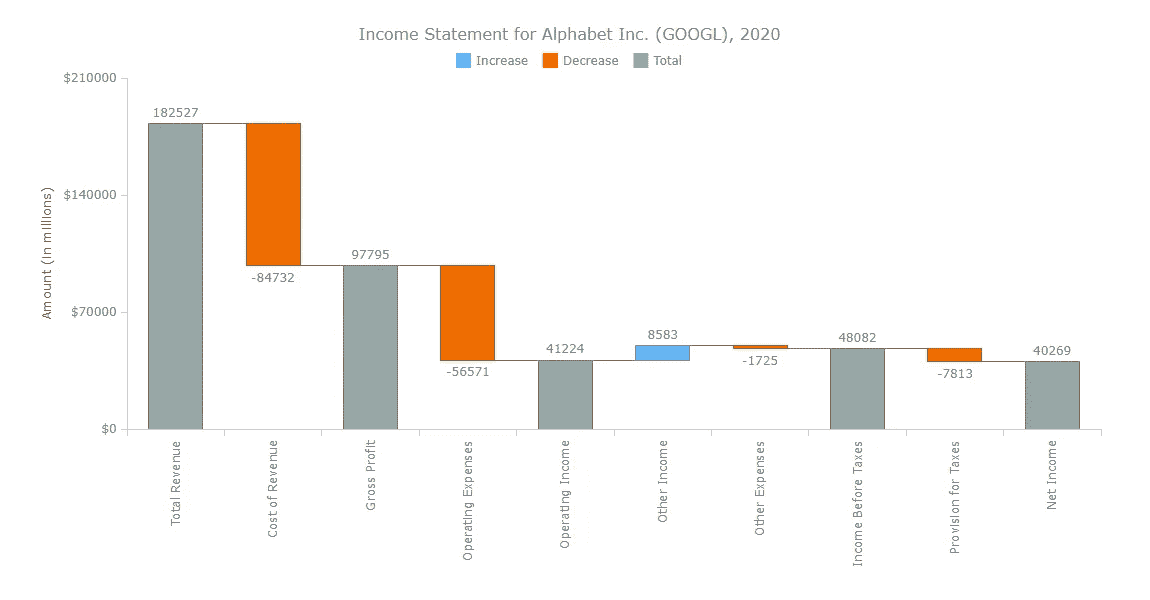 Income Statement for Alphabet Inc. (GOOGL), 2020
Increase Decrease Total
Amount (in millions)
$210000
$140000
$70000
$0
182527
-84732
97795
-56571
41224
8583
-1725
48082
-7813
40269
Total Revenue
Cost of Revenue
Gross Profit
Operating Expenses
Operating Income
Other Income
Other Expenses
Income Before Taxes
Provision for Taxes
Net Income